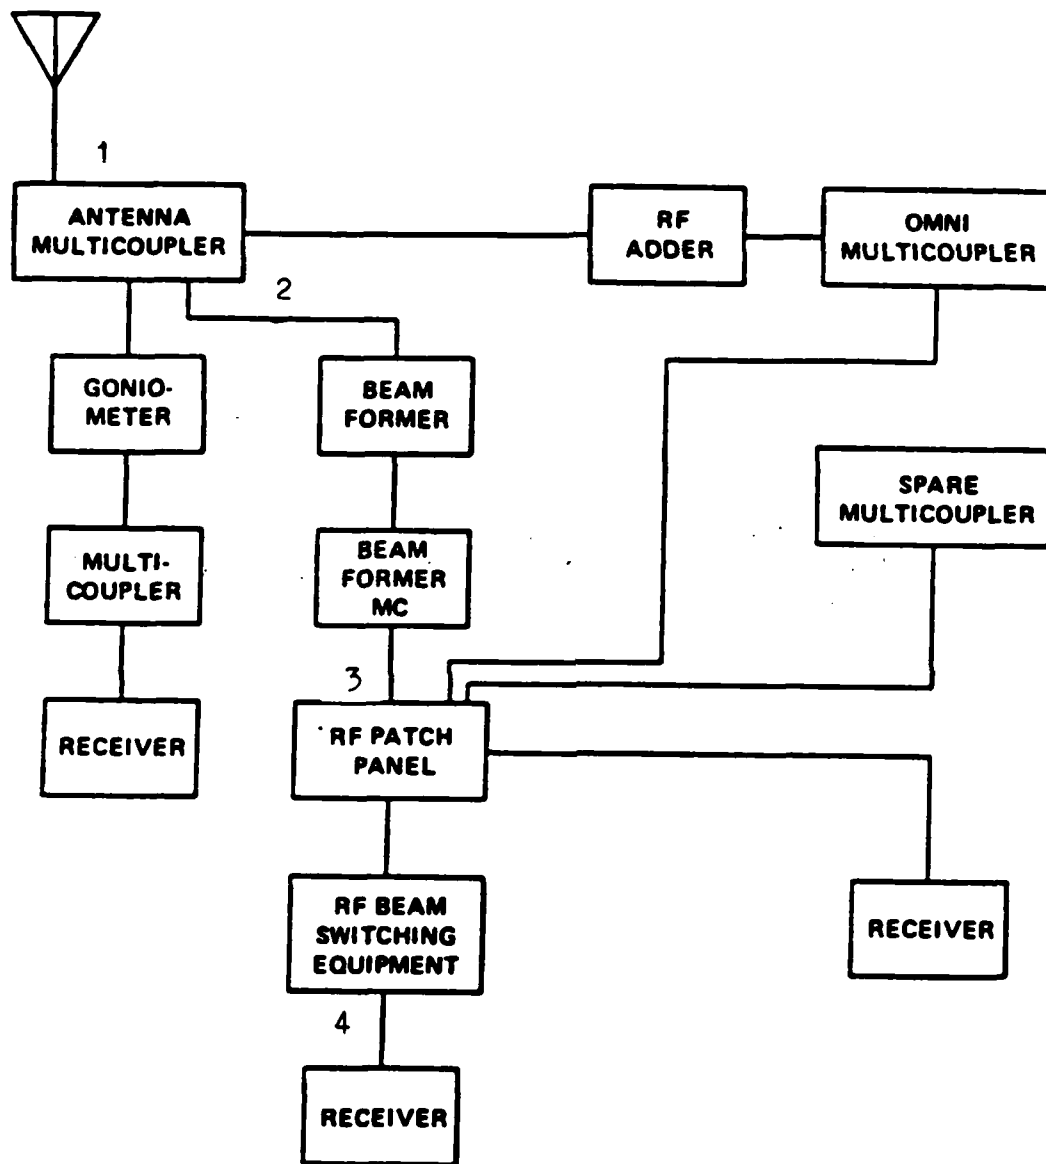 1
ANTENNA
MULTICOUPLER
RF
ADDER
OMNI
MULTICOUPLER
2
GONIO-
METER
BEAM
FORMER
SPARE
MULTICOUPLER
MULTI-
COUPLER
BEAM
FORMER
MC
3
RECEIVER
RF PATCH
PANEL
RF BEAM
SWITCHING
EQUIPMENT
RECEIVER
4
RECEIVER